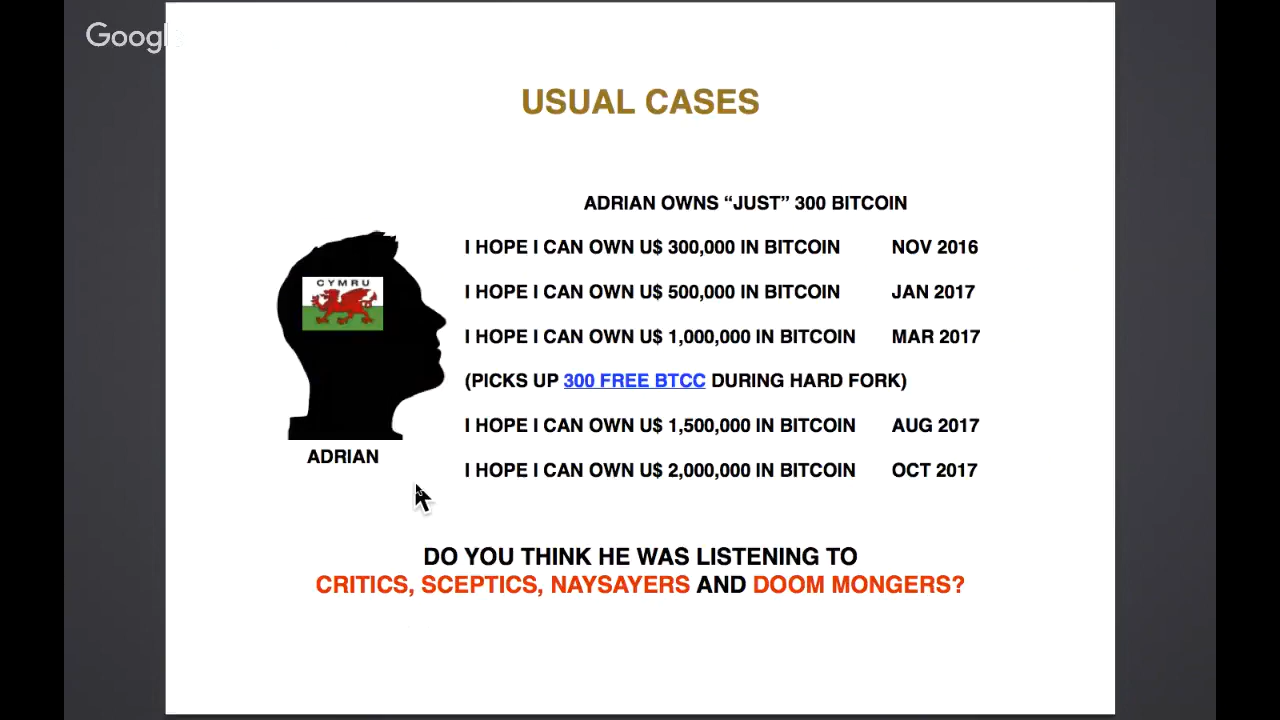 Googl
USUAL CASES
ADRIAN OWNS “JUST” 300 BITCOIN
I HOPE I CAN OWN U$ 300,000 IN BITCOIN NOV 2016
I HOPE I CAN OWN U$ 500,000 IN BITCOIN JAN 2017
I HOPE I CAN OWN U$ 1,000,000 IN BITCOIN MAR 2017
(PICKS UP 300 FREE BTCC DURING HARD FORK)
I HOPE I CAN OWN U$ 1,500,000 IN BITCOIN AUG 2017
I HOPE I CAN OWN U$ 2,000,000 IN BITCOIN OCT 2017
CYMRU
ADRIAN
DO YOU THINK HE WAS LISTENING TO
CRITICS, SCEPTICS, NAYSAYERS AND DOOM MONGERS?